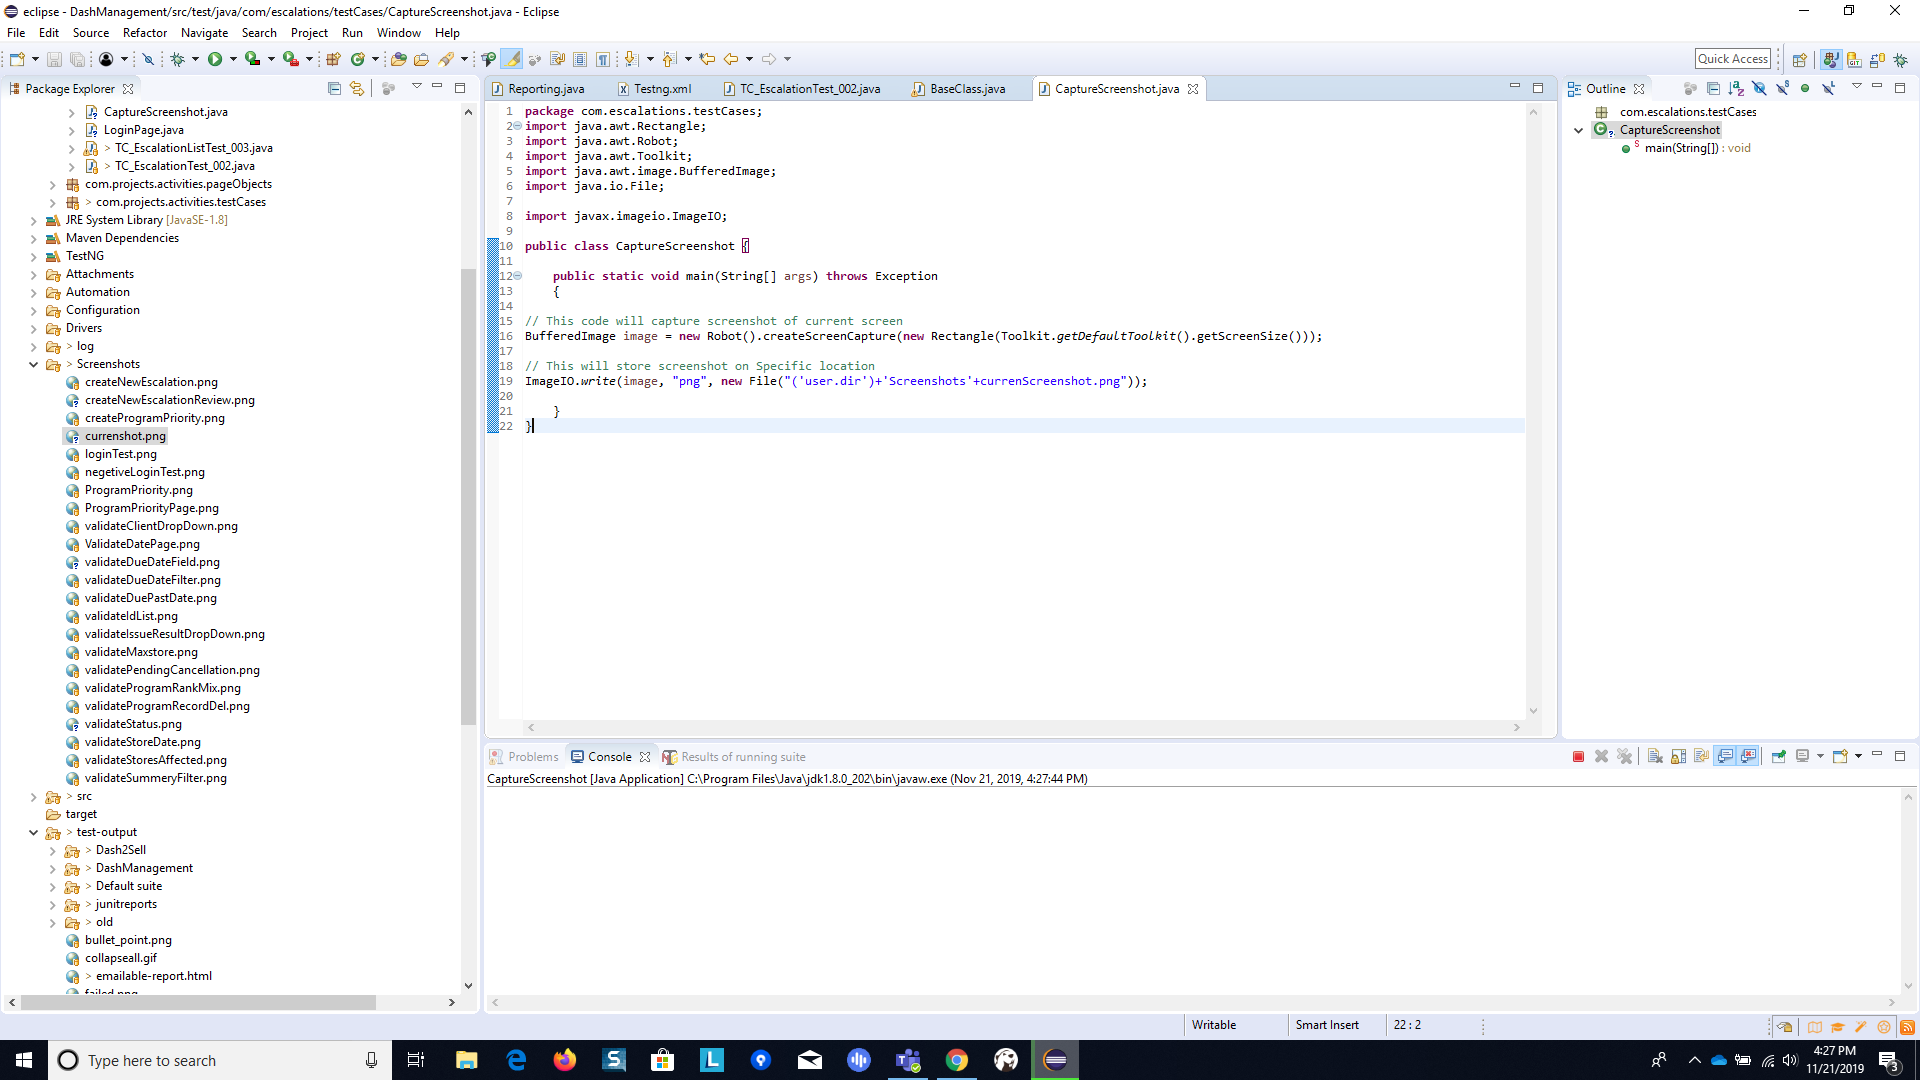 eclipse - DashManagement/src/test/java/com/escalations/testCases/CaptureScreenshot.java - Eclipse
File Edit Source Refactor Navigate Search Project Run Window Help
Quick Access
Package Explorer
CaptureScreenshot.java
LoginPage.java
> TC_EscalationListTest_003.java
> TC_EscalationTest_002.java
com.projects.activities.pageObjects
> com.projects.activities.testCases
JRE System Library [JavaSE-1.8]
Maven Dependencies
TestNG
Attachments
Automation
Configuration
Drivers
> log
> Screenshots
createNewEscalation.png
createNewEscalationReview.png
createProgramPriority.png
currenshot.png
loginTest.png
negetiveLoginTest.png
ProgramPriority.png
ProgramPriorityPage.png
validateClientDropDown.png
ValidateDatePage.png
validateDueDateField.png
validateDueDateFilter.png
validateDuePastDate.png
validateIdList.png
validateIssueResultDropDown.png
validateMaxstore.png
validatePendingCancellation.png
validateProgramRankMix.png
validateProgramRecordDel.png
validateStatus.png
validateStoreDate.png
validateStoresAffected.png
validateSummeryFilter.png
> src
target
> test-output
> Dash2Sell
> DashManagement
> Default suite
> junitreports
> old
bullet_point.png
collapseall.gif
> emailable-report.html
failed.png
Reporting.java Testng.xml TC_EscalationTest_002.java BaseClass.java CaptureScreenshot.java
1 package com.escalations.testCases;
2 import java.awt.Rectangle;
3 import java.awt.Robot;
4 import java.awt.Toolkit;
5 import java.awt.image.BufferedImage;
6 import java.io.File;
7
8 import javax.imageio.ImageIO;
9
10 public class CaptureScreenshot {
11
12 public static void main(String[] args) throws Exception
13 {
14
15 // This code will capture screenshot of current screen
16 BufferedImage image = new Robot().createScreenCapture(new Rectangle(Toolkit.getDefaultToolkit().getScreenSize()));
17
18 // This will store screenshot on Specific location
19 ImageIO.write(image, "png", new File("('user.dir')+'Screenshots'+currenScreenshot.png"));
20
21 }
22 }
Outline
com.escalations.testCases
CaptureScreenshot
main(String[]) : void
Problems Console Results of running suite
CaptureScreenshot [Java Application] C:\Program Files\Java\jdk1.8.0_202\bin\javaw.exe (Nov 21, 2019, 4:27:44 PM)
Writable Smart Insert 22 : 2
Type here to search
4:27 PM
11/21/2019
3